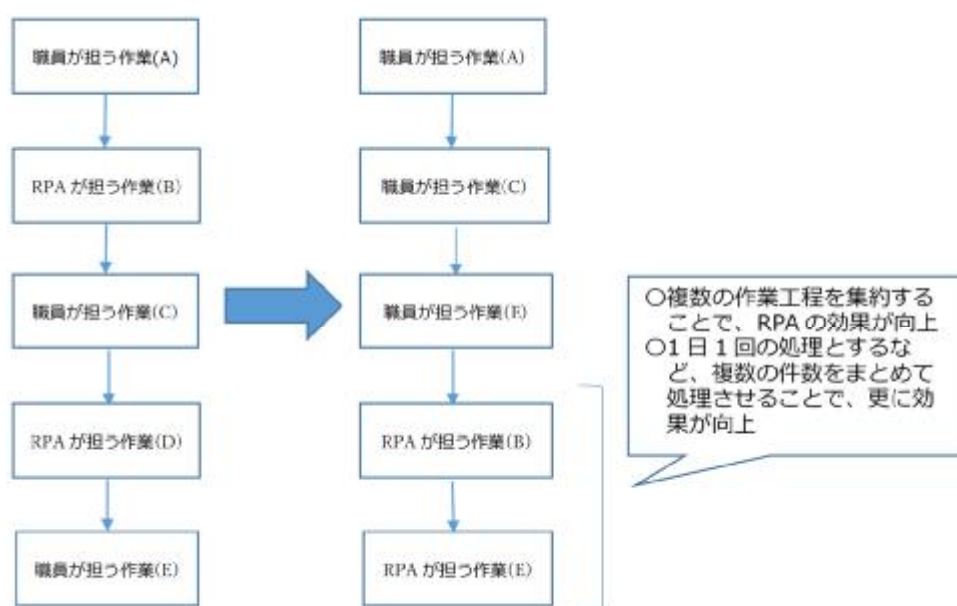 職員が担う作業(A)
RPA が担う作業(B)
職員が担う作業(C)
RPA が担う作業(D)
職員が担う作業(E)
職員が担う作業(A)
職員が担う作業(C)
職員が担う作業(E)
RPA が担う作業(B)
RPA が担う作業(E)
○複数の作業工程を集約する
ことで、RPA の効果が向上
○1日1回の処理とするな
ど、複数の件数をまとめて
処理させることで、更に効
果が向上